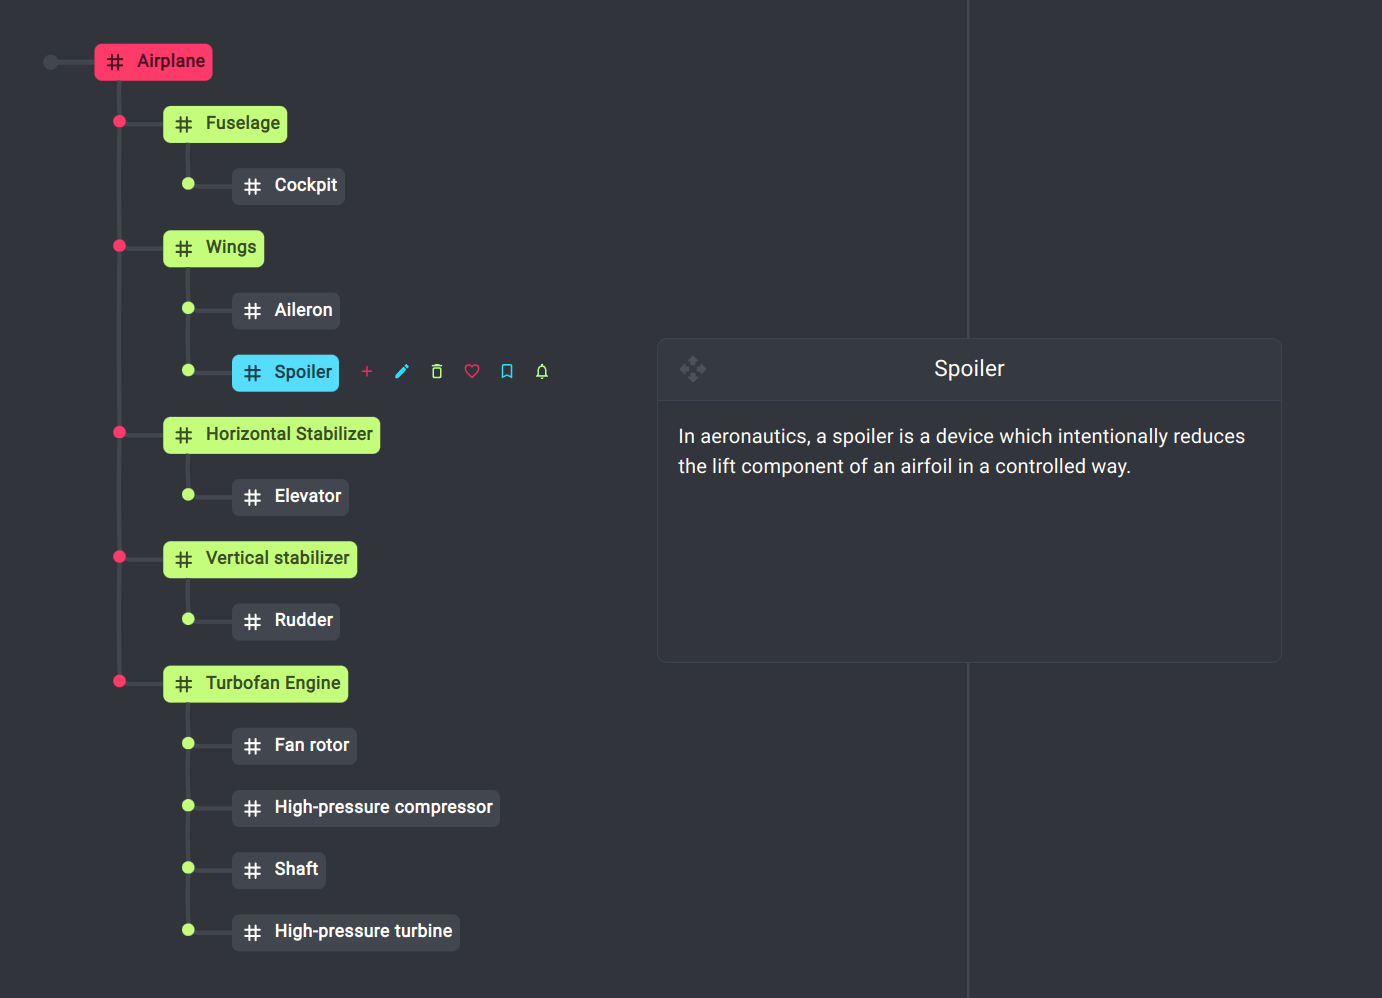 # Airplane
# Fuselage
# Cockpit
# Wings
# Aileron
# Spoiler
# Horizontal Stabilizer
# Elevator
# Vertical stabilizer
# Rudder
# Turbofan Engine
# Fan rotor
# High-pressure compressor
# Shaft
# High-pressure turbine
Spoiler
In aeronautics, a spoiler is a device which intentionally reduces
the lift component of an airfoil in a controlled way.